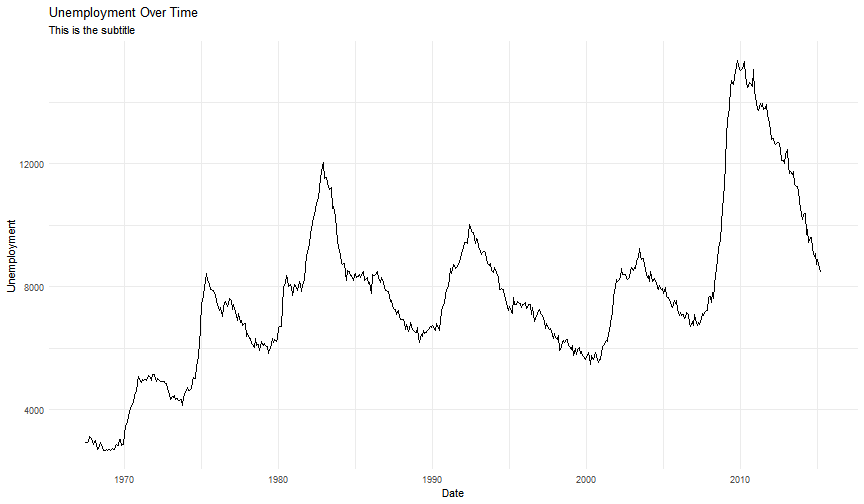 Unemployment Over Time
This is the subtitle
12000
8000
4000
Unemployment
1970 1980 1990 2000 2010
Date